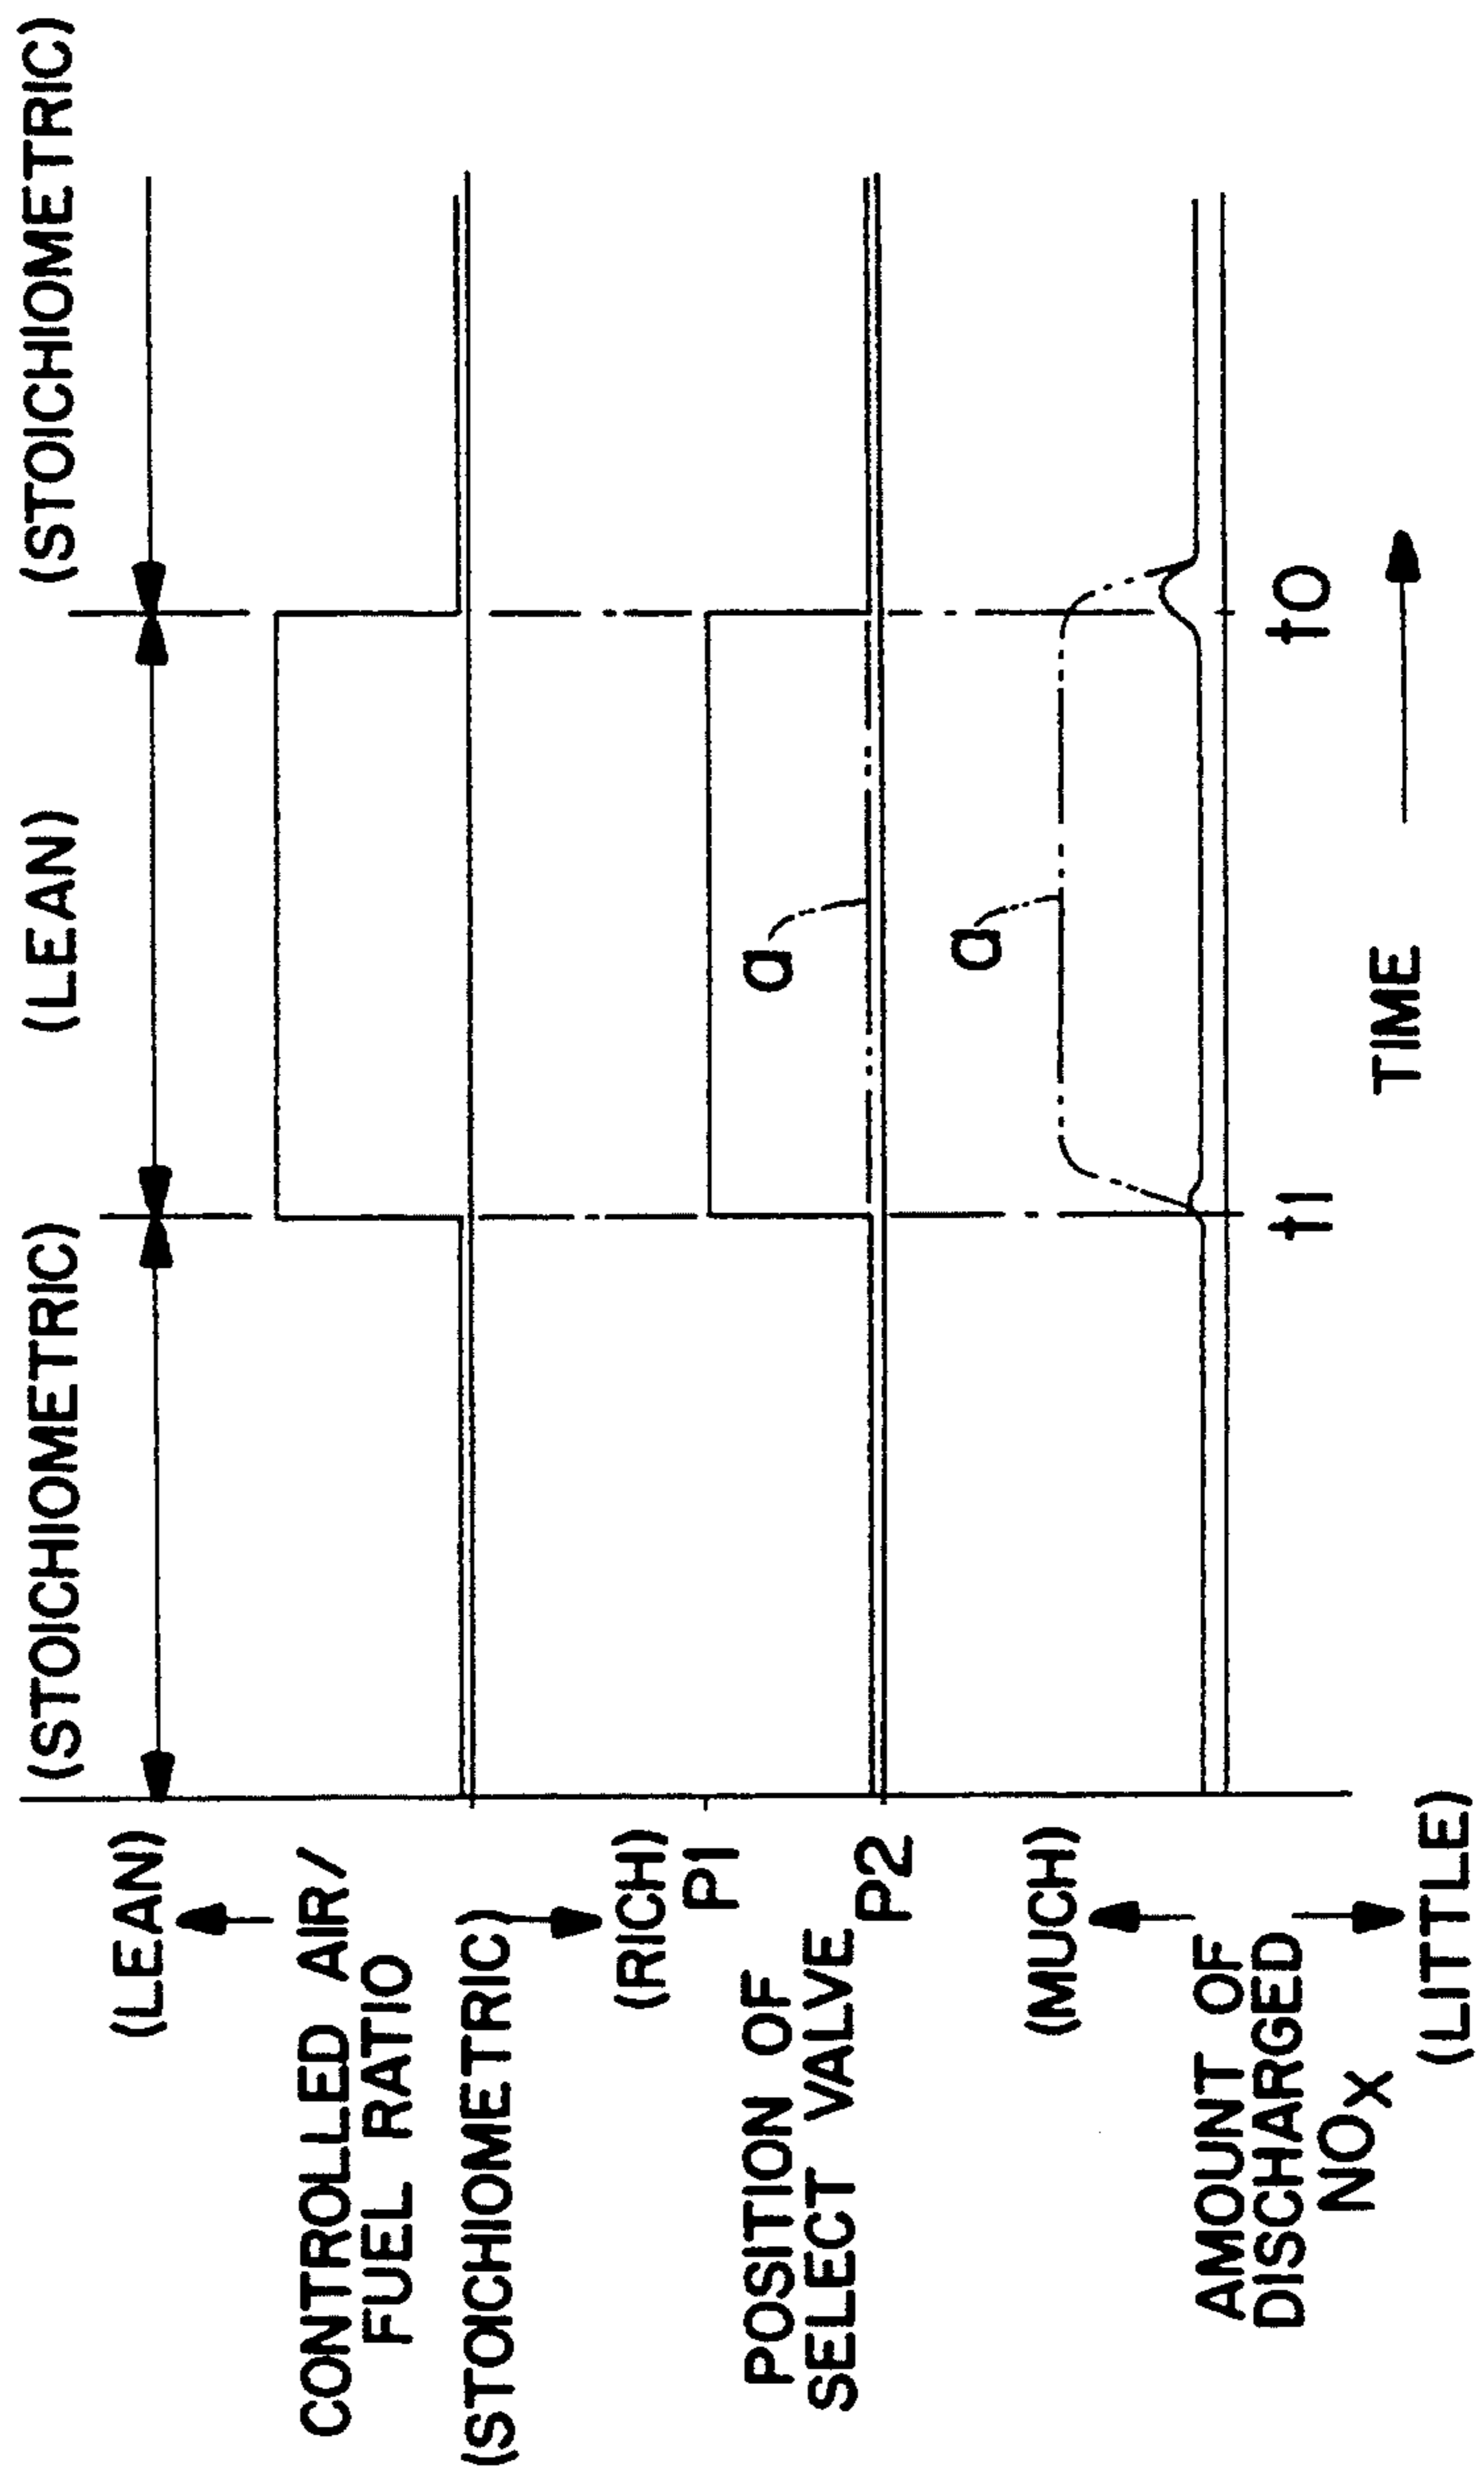 (STOICHIOMETRIC)
(LEAN)
(STOICHIOMETRIC)
(LEAN)
CONTROLLED AIR/
FUEL RATIO
(STOICHIOMETRIC)
(RICH)
P1
POSITION OF
SELECT VALVE
P2
a
(MUCH)
a
AMOUNT OF
DISCHARGED
NOX
(LITTLE)
t1
t0
TIME